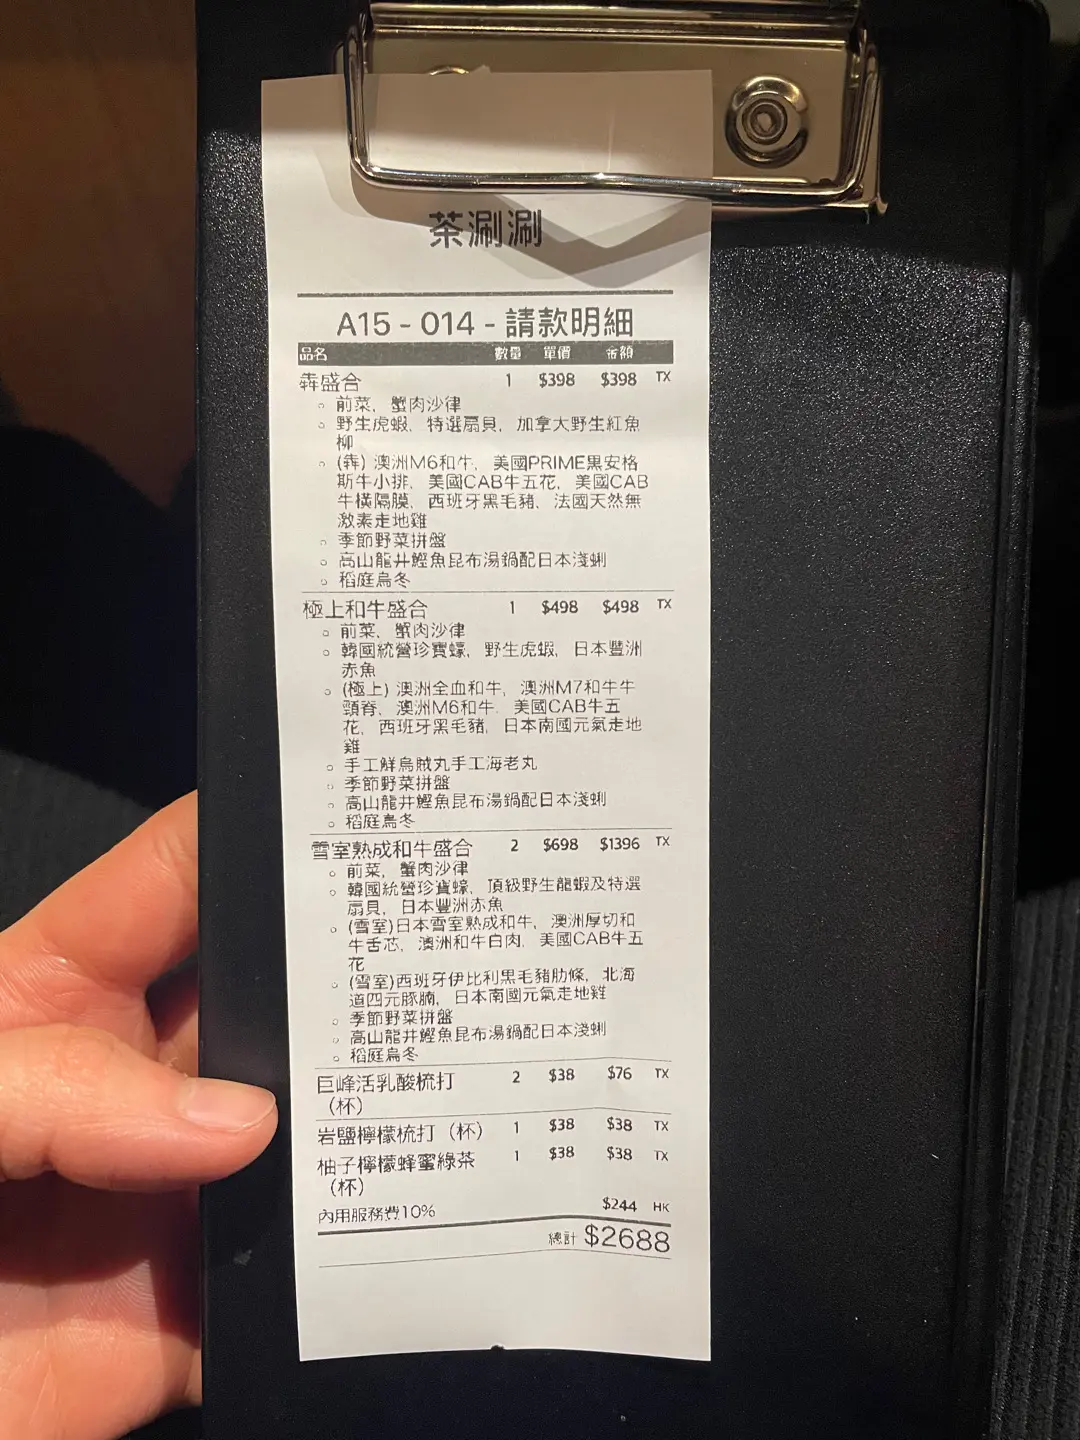 茶涮涮
A15 - 014 - 請款明細
品名 數量 單價 金額
犇盛合 1 $398 $398 TX
。前菜，蟹肉沙律
。野生虎蝦，特選扇貝，加拿大野生紅魚
柳
。(犇) 澳洲M6和牛，美國PRIME黑安格
斯牛小排，美國CAB牛五花，美國CAB
牛橫隔膜，西班牙黑毛豬，法國天然無
激素走地雞
。季節野菜拼盤
。高山龍井鰹魚昆布湯鍋配日本淺蜊
。稻庭烏冬
極上和牛盛合 1 $498 $498 TX
。前菜，蟹肉沙律
。韓國統營珍寶蠔，野生虎蝦，日本豐洲
赤魚
。(極上) 澳洲全血和牛，澳洲M7和牛牛
頸脊，澳洲M6和牛，美國CAB牛五
花，西班牙黑毛豬，日本南國元氣走地
雞
。手工鮮烏賊丸手工海老丸
。季節野菜拼盤
。高山龍井鰹魚昆布湯鍋配日本淺蜊
。稻庭烏冬
雪室熟成和牛盛合 2 $698 $1396 TX
。前菜，蟹肉沙律
。韓國統營珍寶蠔，頂級野生龍蝦及特選
扇貝，日本豐洲赤魚
。(雪室)日本雪室熟成和牛，澳洲厚切和
牛舌芯，澳洲和牛白肉，美國CAB牛五
花
。(雪室)西班牙伊比利黑毛豬肋條，北海
道四元豚腩，日本南國元氣走地雞
。季節野菜拼盤
。高山龍井鰹魚昆布湯鍋配日本淺蜊
。稻庭烏冬
巨峰活乳酸梳打 2 $38 $76 TX
（杯）
岩鹽檸檬梳打（杯） 1 $38 $38 TX
柚子檸檬蜂蜜綠茶 1 $38 $38 TX
（杯）
內用服務費10% $244 HK
總計 $2688